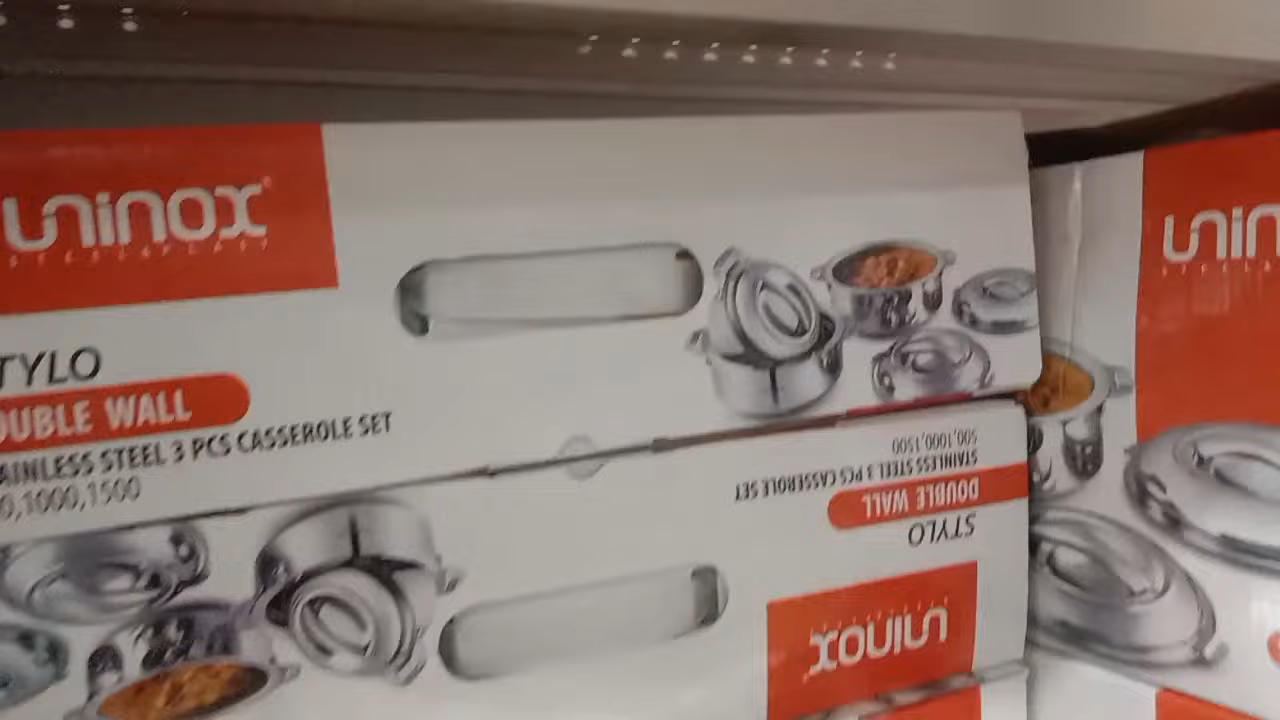 UNINOX
TYLO
OUBLE WALL
AINLESS STEEL 3 PCS CASSEROLE SET
0,1000,1500
500,1000,1500
STAINLESS STEEL 3 PCS CASSEROLE SET
DOUBLE WALL
STYLO
UNINOX
UNIN